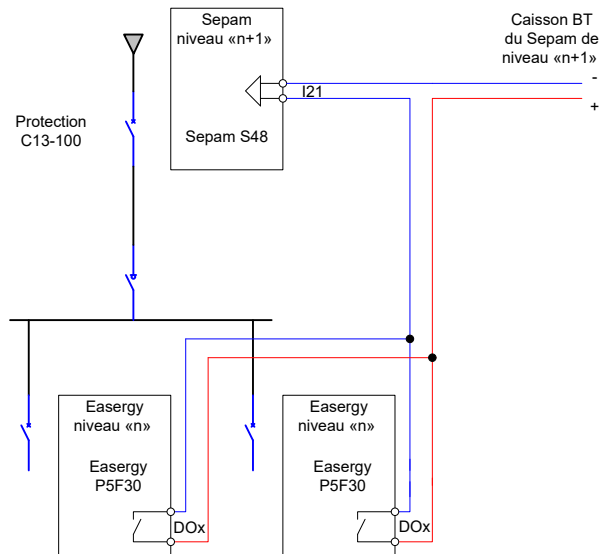 Sepam
niveau «n+1»
I21
Sepam S48
Caisson BT
du Sepam de
niveau «n+1»
-
+
Protection
C13-100
Easergy
niveau «n»
Easergy
P5F30
DOx
Easergy
niveau «n»
Easergy
P5F30
DOx